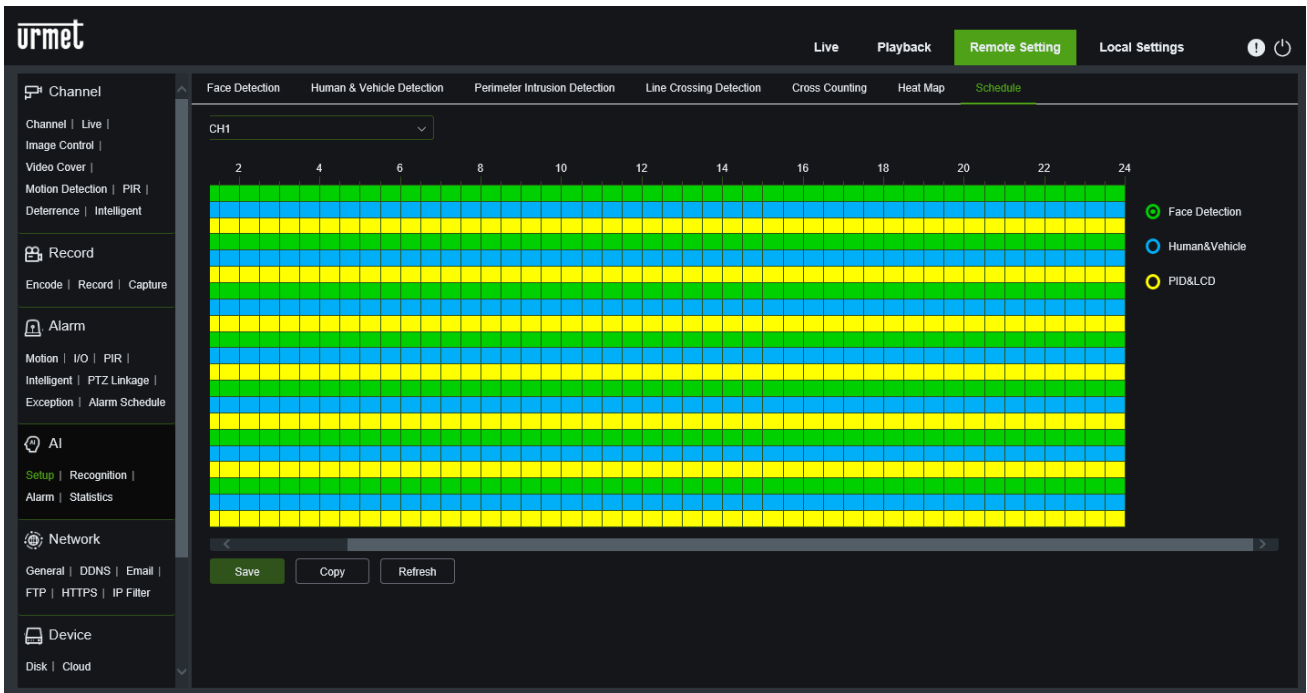 urmet
Live Playback Remote Setting Local Settings
Channel
Channel | Live |
Image Control |
Video Cover |
Motion Detection | PIR |
Deterrence | Intelligent
Record
Encode | Record | Capture
Alarm
Motion | I/O | PIR |
Intelligent | PTZ Linkage |
Exception | Alarm Schedule
AI
Setup | Recognition |
Alarm | Statistics
Network
General | DDNS | Email |
FTP | HTTPS | IP Filter
Device
Disk | Cloud
Face Detection Human & Vehicle Detection Perimeter Intrusion Detection Line Crossing Detection Cross Counting Heat Map Schedule
CH1
2 4 6 8 10 12 14 16 18 20 22 24
Face Detection
Human&Vehicle
PID&LCD
Save Copy Refresh